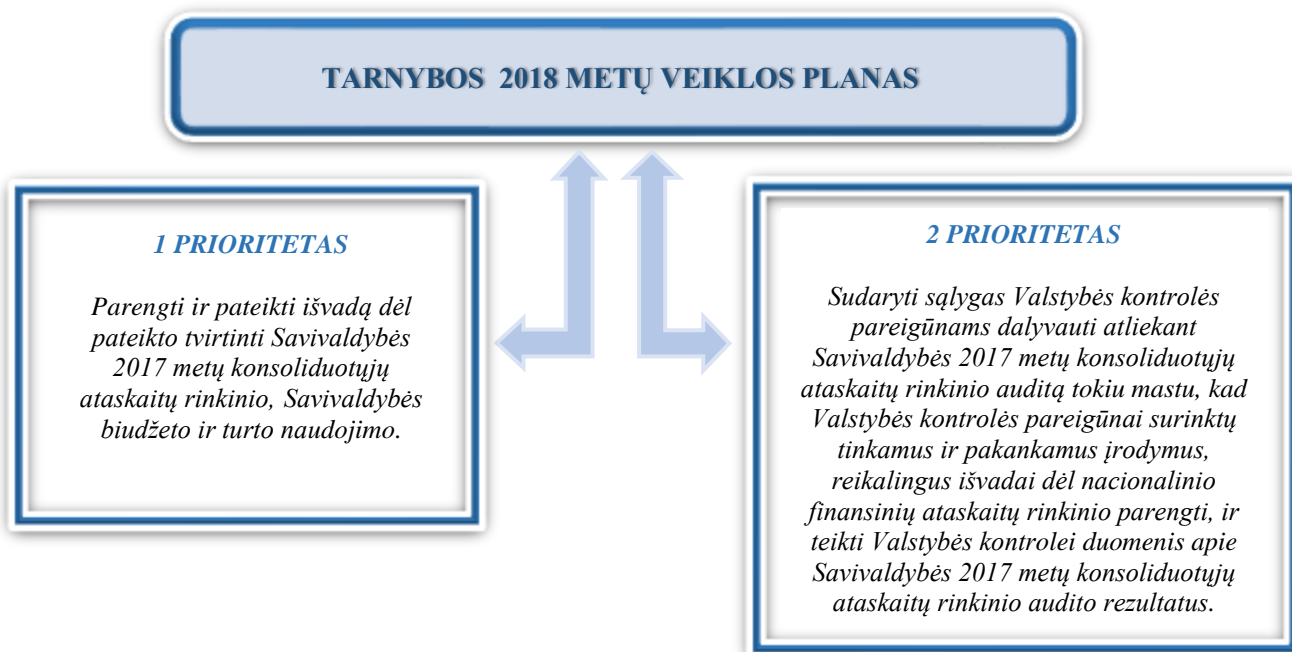 TARNYBOS 2018 METŲ VEIKLOS PLANAS
1 PRIORITETAS
Parengti ir pateikti išvadą dėl
pateikto tvirtinti Savivaldybės
2017 metų konsoliduotųjų
ataskaitų rinkinio, Savivaldybės
biudžeto ir turto naudojimo.
2 PRIORITETAS
Sudaryti sąlygas Valstybės kontrolės
pareigūnams dalyvauti atliekant
Savivaldybės 2017 metų konsoliduotųjų
ataskaitų rinkinio auditą tokiu mastu, kad
Valstybės kontrolės pareigūnai surinktų
tinkamus ir pakankamus įrodymus,
reikalingus išvadai dėl nacionalinio
finansinių ataskaitų rinkinio parengti, ir
teikti Valstybės kontrolei duomenis apie
Savivaldybės 2017 metų konsoliduotųjų
ataskaitų rinkinio audito rezultatus.